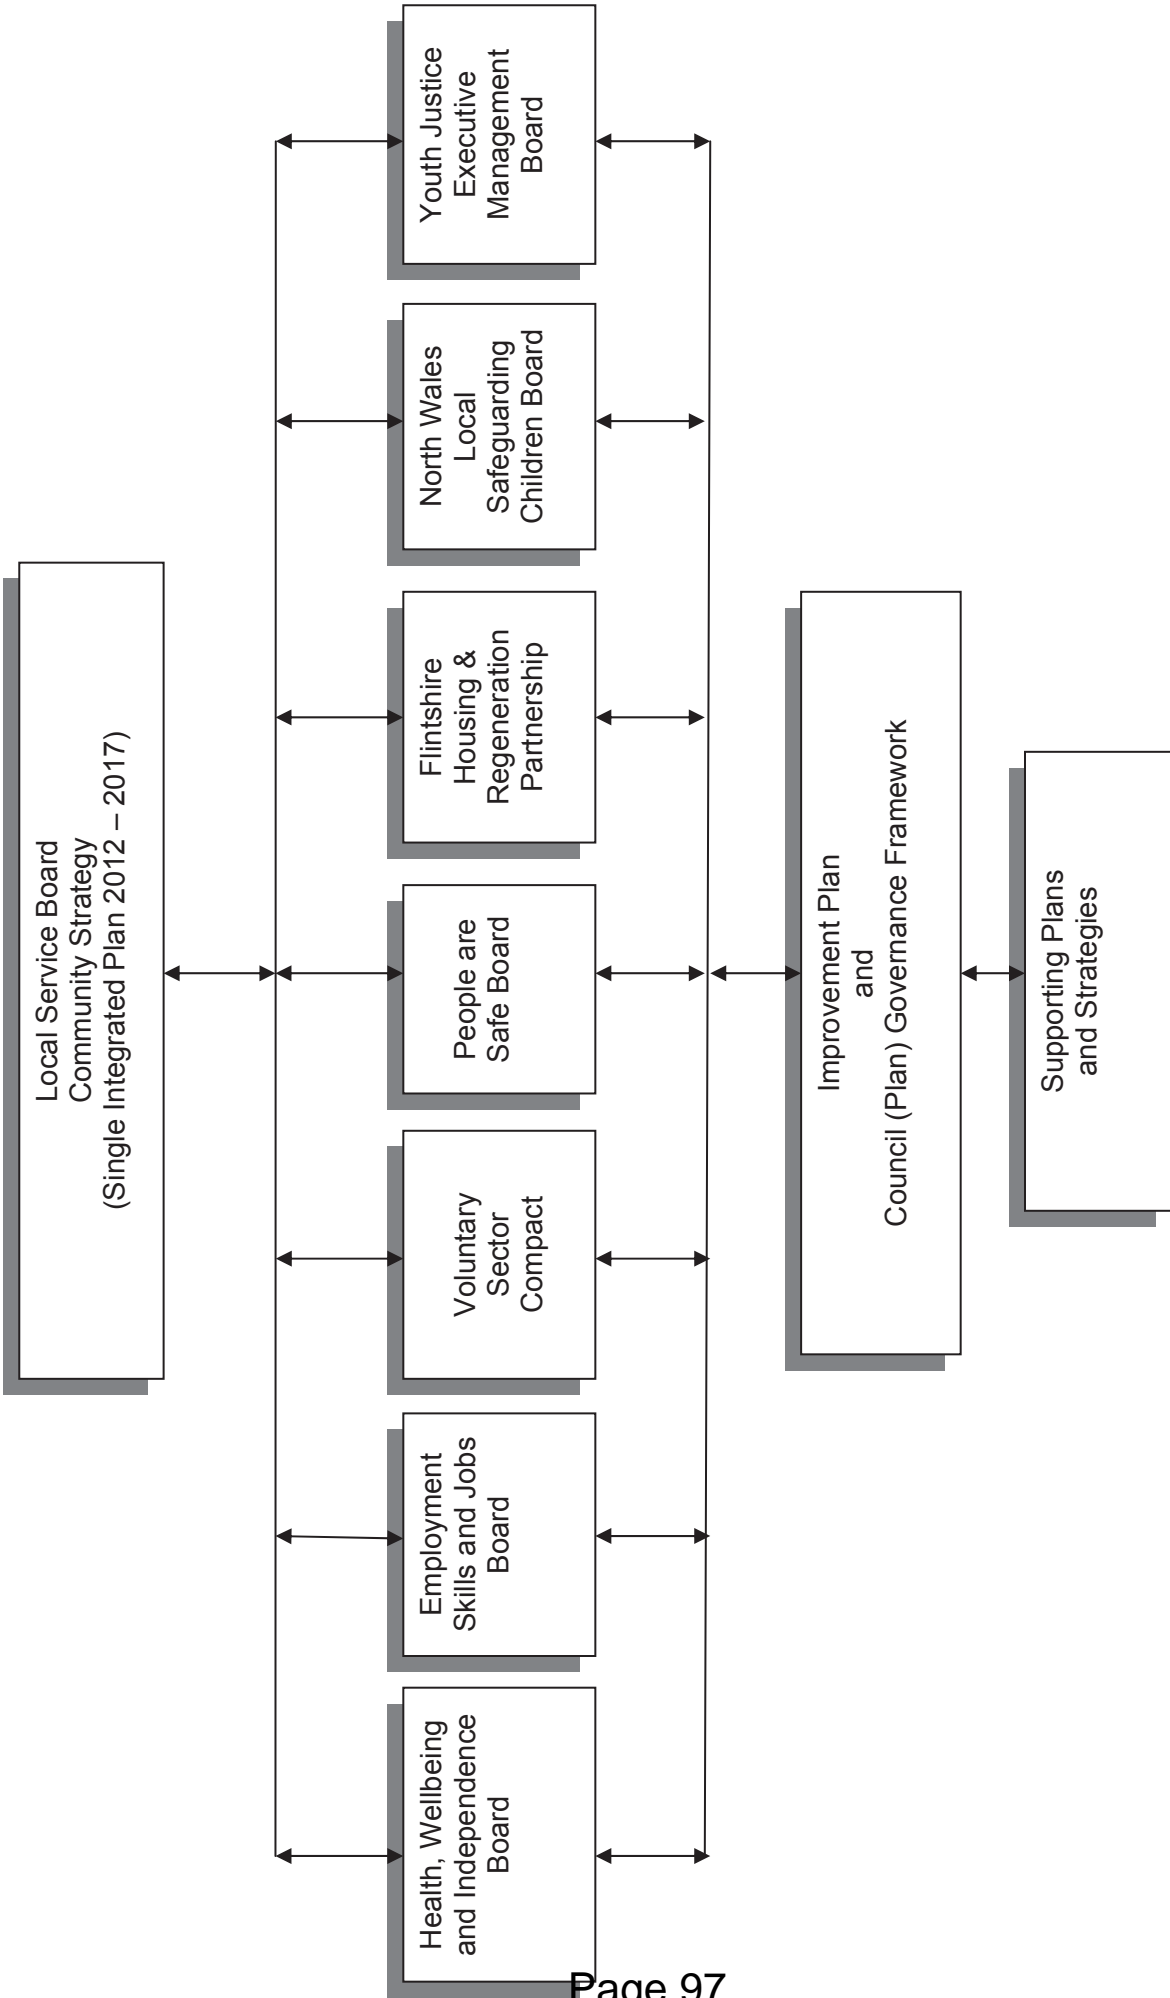 Local Service Board
Community Strategy
(Single Integrated Plan 2012 – 2017)
Health, Wellbeing
and Independence
Board
Employment
Skills and Jobs
Board
Voluntary
Sector
Compact
People are
Safe Board
Flintshire
Housing &
Regeneration
Partnership
North Wales
Local
Safeguarding
Children Board
Youth Justice
Executive
Management
Board
Improvement Plan
and
Council (Plan) Governance Framework
Supporting Plans
and Strategies
Page 97